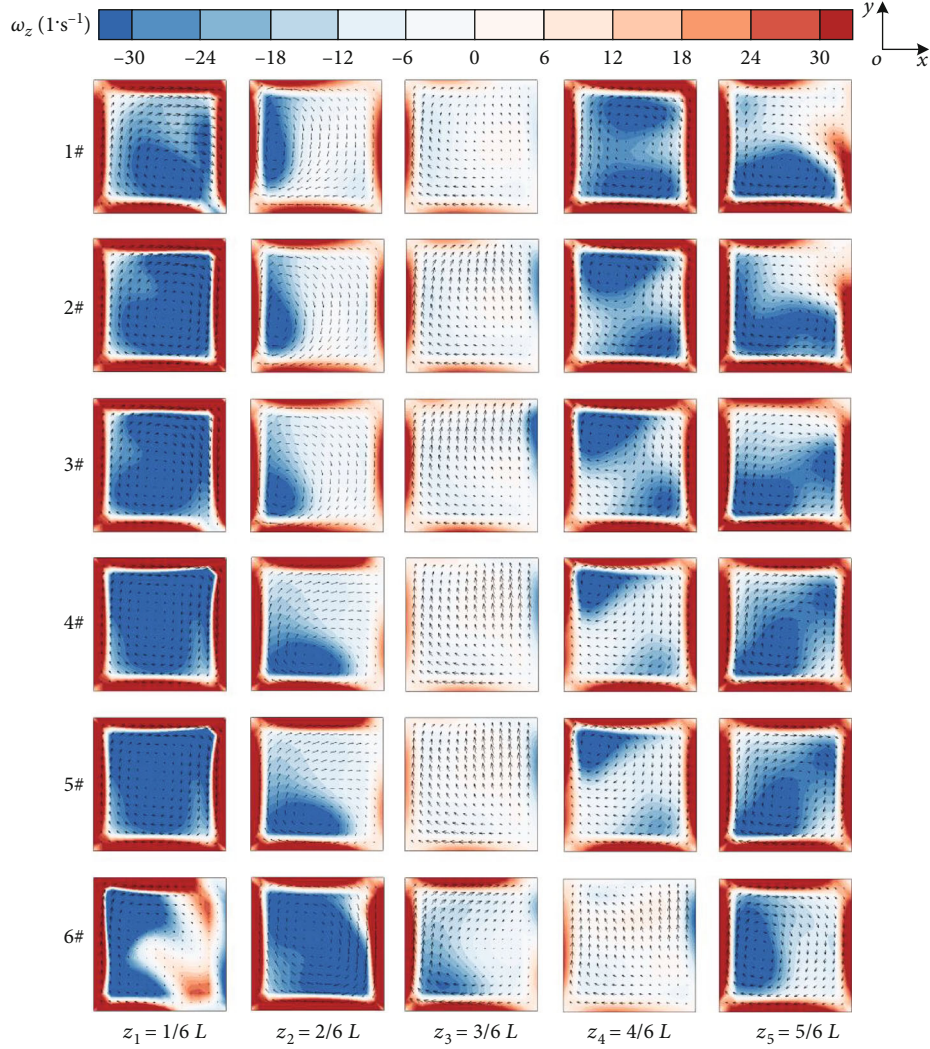 ω_z (1·s⁻¹)
−30 −24 −18 −12 −6 0 6 12 18 24 30
y
o x
1#
2#
3#
4#
5#
6#
z₁ = 1/6 L z₂ = 2/6 L z₃ = 3/6 L z₄ = 4/6 L z₅ = 5/6 L